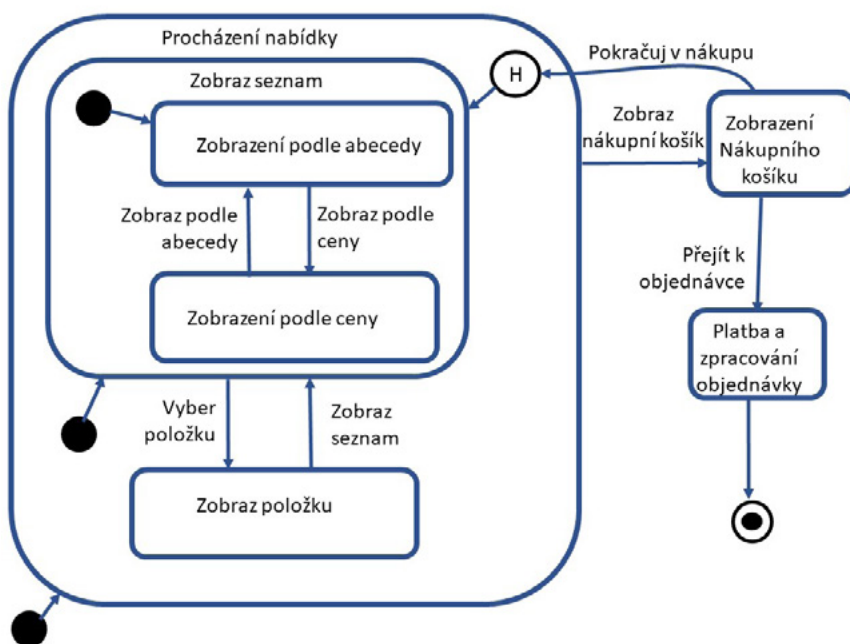 Procházení nabídky
Zobraz seznam
Zobrazení podle abecedy
Zobraz podle
abecedy
Zobraz podle
ceny
Zobrazení podle ceny
Vyber
položku
Zobraz
seznam
Zobraz položku
H
Pokračuj v nákupu
Zobraz
nákupní košík
Zobrazení
Nákupního
košíku
Přejít k
objednávce
Platba a
zpracování
objednávky